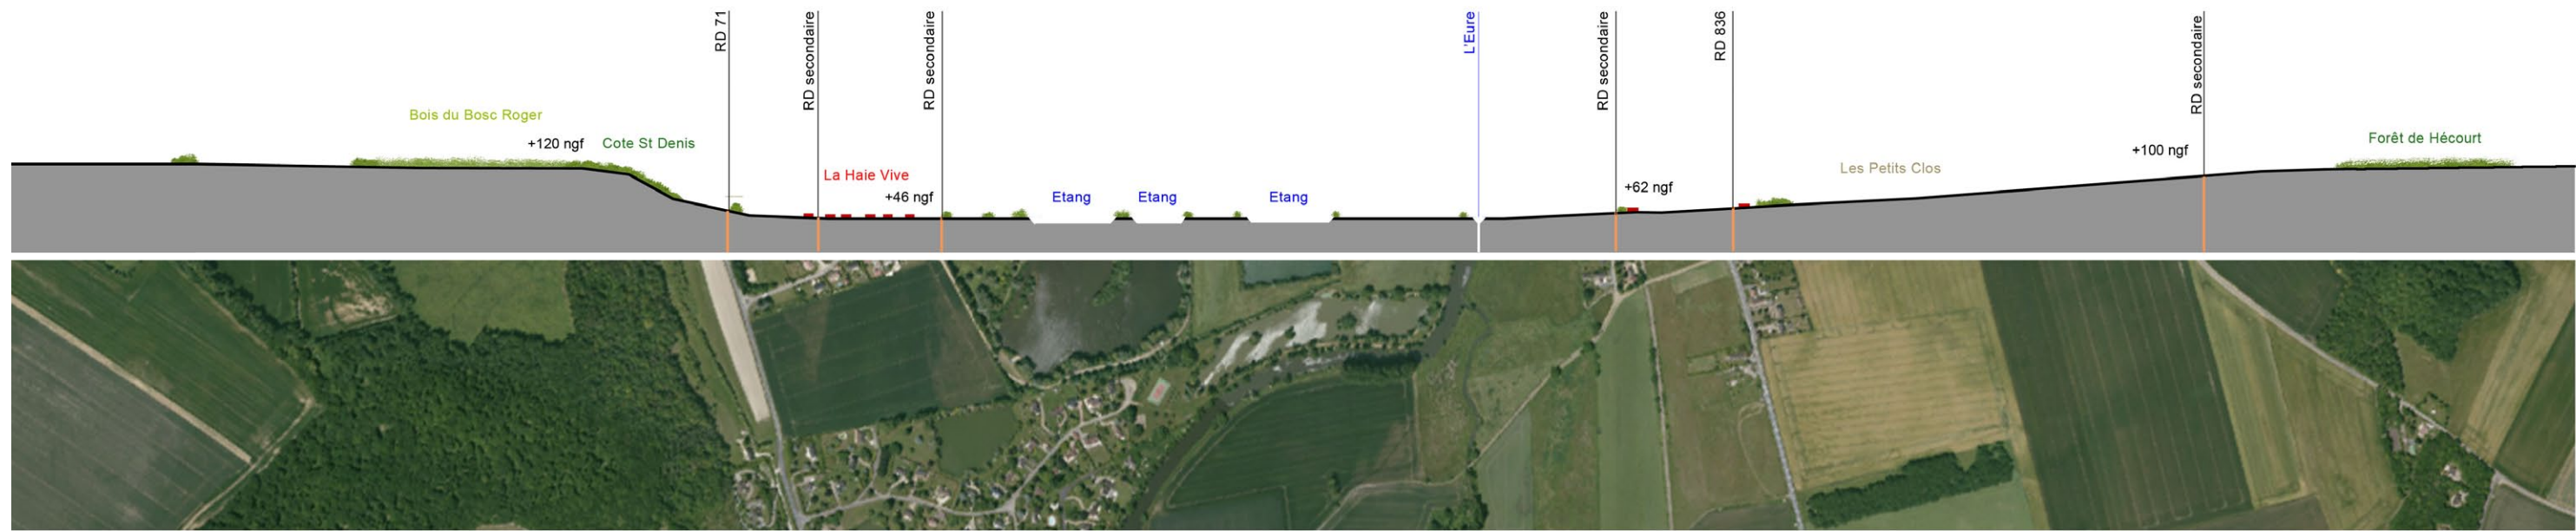 RD 71
RD secondaire
RD secondaire
L'Eure
RD secondaire
RD 836
RD secondaire
Bois du Bosc Roger
+120 ngf
Cote St Denis
La Haie Vive
+46 ngf
Etang
Etang
Etang
+62 ngf
Les Petits Clos
+100 ngf
Forêt de Hécourt